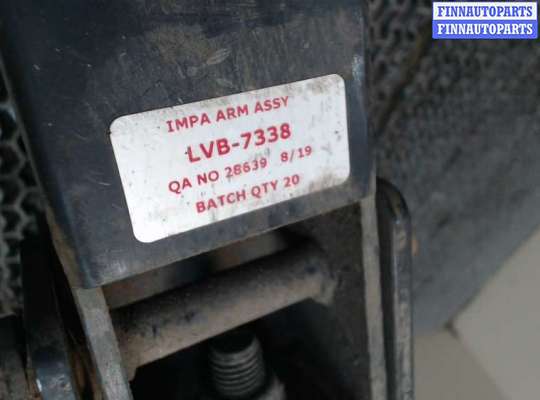 FINNAUTOPARTS
FINNAUTOPARTS
IMPA ARM ASSY
LVB-7338
QA NO 28639 8/19
BATCH QTY 20